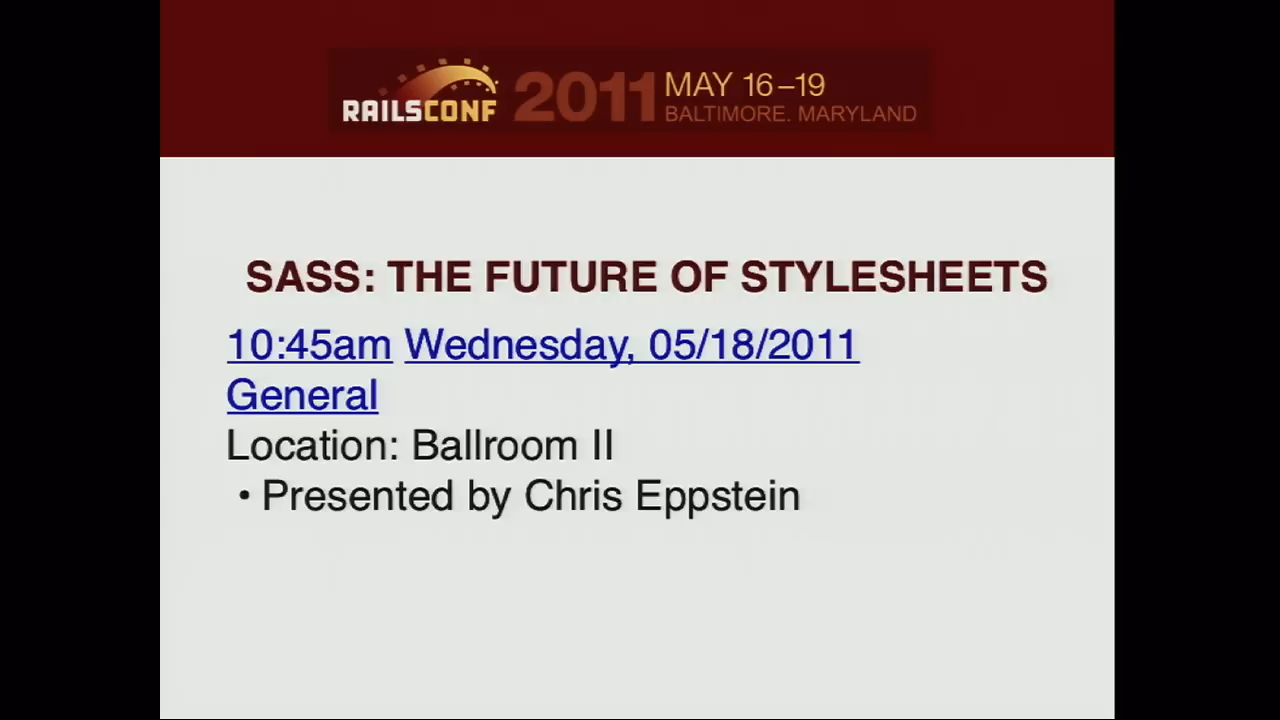 RAILSCONF 2011 MAY 16–19
BALTIMORE, MARYLAND
SASS: THE FUTURE OF STYLESHEETS
10:45am Wednesday, 05/18/2011
General
Location: Ballroom II
• Presented by Chris Eppstein